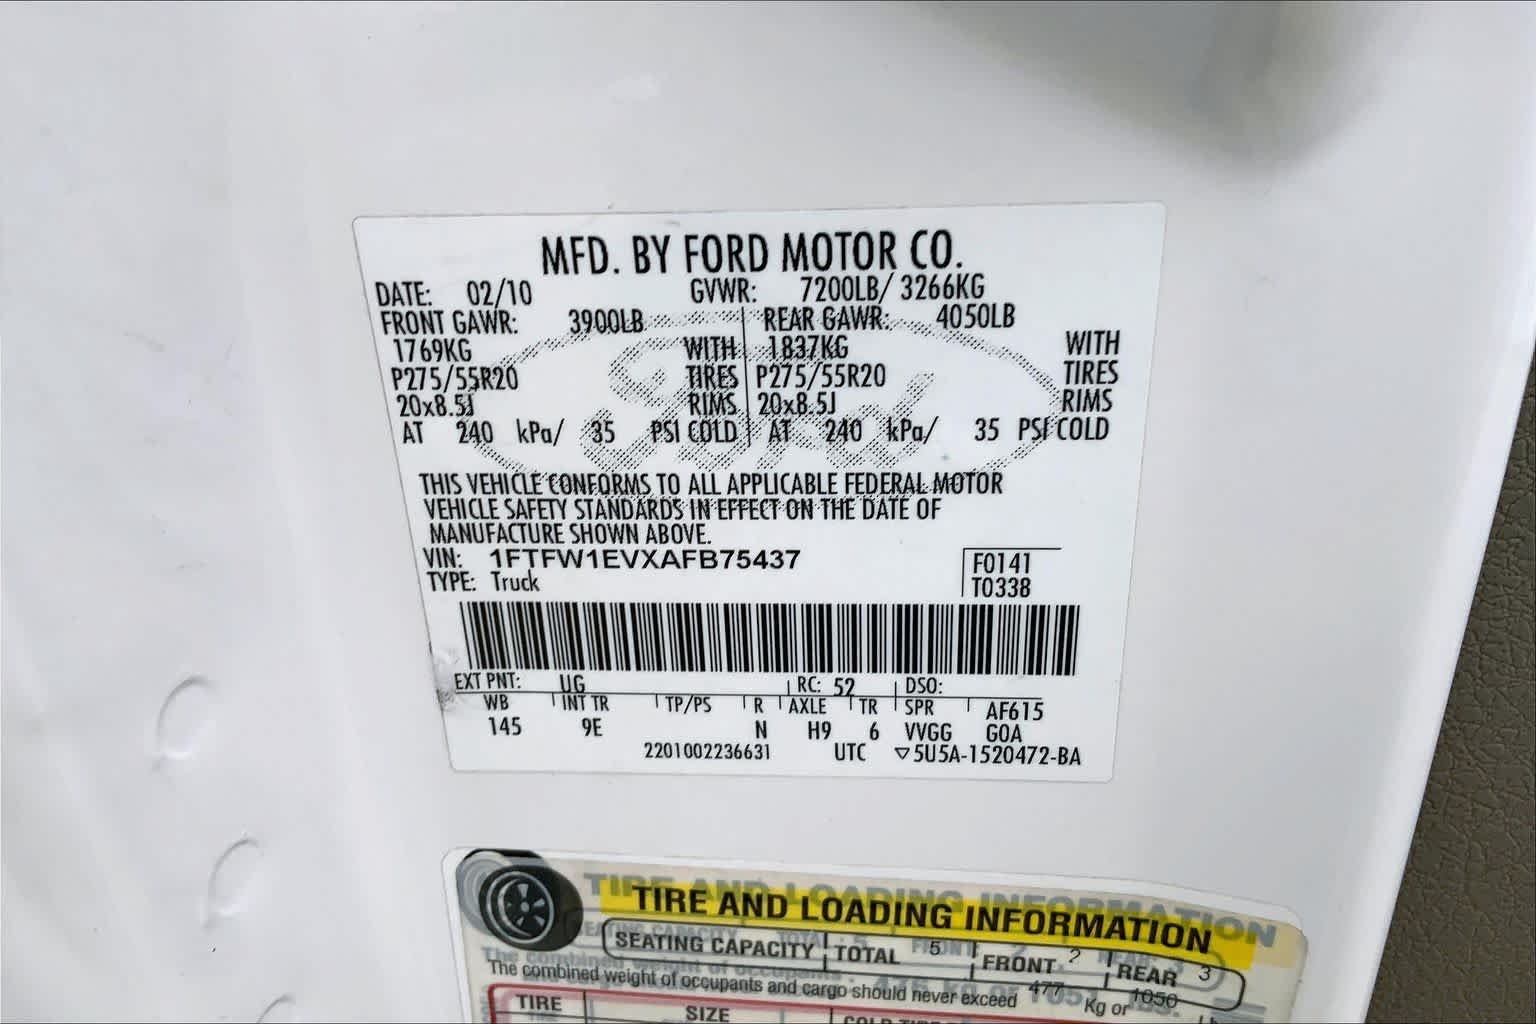 MFD. BY FORD MOTOR CO.
DATE: 02/10 GVWR: 7200LB/ 3266KG
FRONT GAWR: 3900LB REAR GAWR: 4050LB
1769KG WITH 1837KG WITH
P275/55R20 TIRES P275/55R20 TIRES
20x8.5J RIMS 20x8.5J RIMS
AT 240 kPa/ 35 PSI COLD AT 240 kPa/ 35 PSI COLD
Ford
THIS VEHICLE CONFORMS TO ALL APPLICABLE FEDERAL MOTOR
VEHICLE SAFETY STANDARDS IN EFFECT ON THE DATE OF
MANUFACTURE SHOWN ABOVE.
VIN: 1FTFW1EVXAFB75437 F0141
TYPE: Truck T0338
EXT PNT: UG RC: 52 DSO:
WB INT TR TP/PS R AXLE TR SPR AF615
145 9E N H9 6 VVGG GOA
2201002236631 UTC ▽5U5A-1520472-BA
TIRE AND LOADING INFORMATION
SEATING CAPACITY TOTAL 5 FRONT 2 REAR 3
The combined weight of occupants and cargo should never exceed 477 Kg or 1050
TIRE SIZE